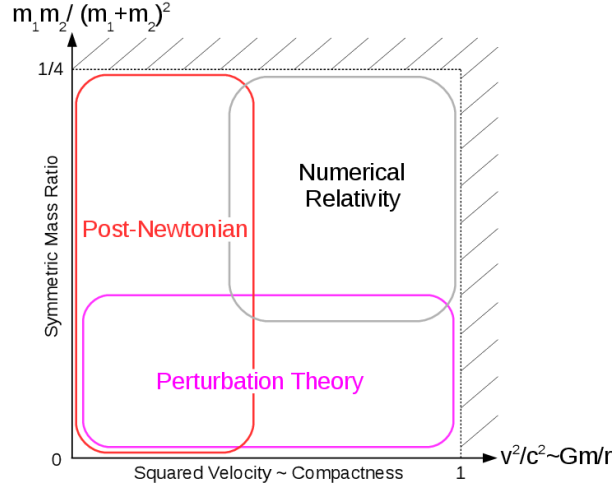 m₁m₂/ (m₁+m₂)²
1/4
Numerical
Relativity
Post-Newtonian
Symmetric Mass Ratio
Perturbation Theory
0
Squared Velocity ~ Compactness
1
v²/c²~Gm/r